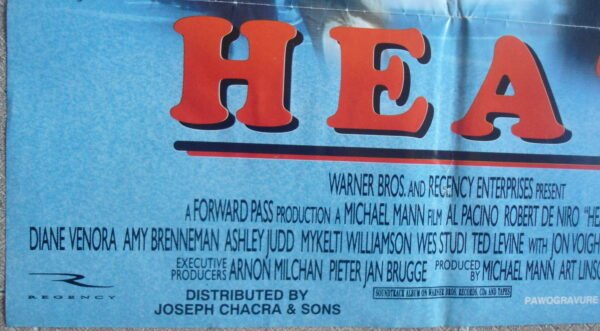 HEA
WARNER BROS. AND REGENCY ENTERPRISES PRESENT
A FORWARD PASS PRODUCTION A MICHAEL MANN FILM AL PACINO ROBERT DE NIRO "HE
DIANE VENORA AMY BRENNEMAN ASHLEY JUDD MYKELTI WILLIAMSON WES STUDI TED LEVINE WITH JON VOIGH
EXECUTIVE PRODUCERS ARNON MILCHAN PIETER JAN BRUGGE PRODUCED BY MICHAEL MANN ART LINS
SOUNDTRACK ALBUM ON WARNER BROS. RECORDS, CDs AND TAPES
REGENCY
DISTRIBUTED BY
JOSEPH CHACRA & SONS
PAWOGRAVURE